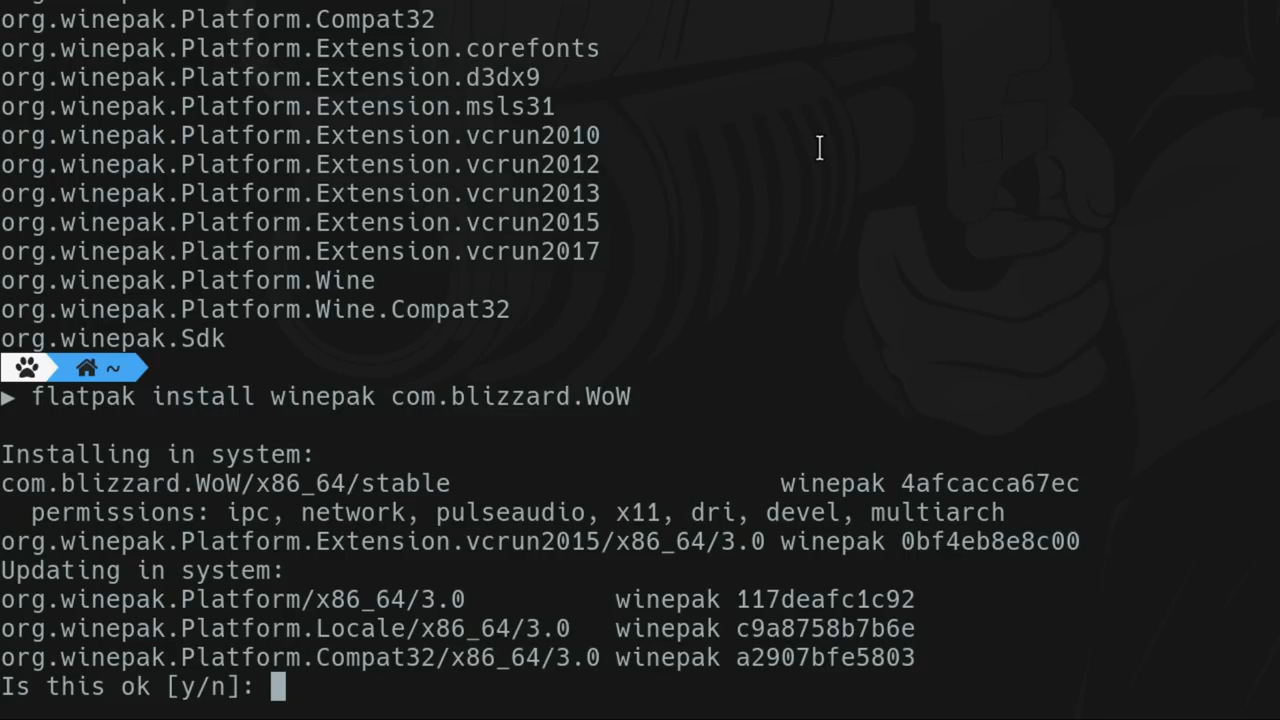 org.winepak.Platform.Compat32
org.winepak.Platform.Extension.corefonts
org.winepak.Platform.Extension.d3dx9
org.winepak.Platform.Extension.msls31
org.winepak.Platform.Extension.vcrun2010
org.winepak.Platform.Extension.vcrun2012
org.winepak.Platform.Extension.vcrun2013
org.winepak.Platform.Extension.vcrun2015
org.winepak.Platform.Extension.vcrun2017
org.winepak.Platform.Wine
org.winepak.Platform.Wine.Compat32
org.winepak.Sdk
~
▶ flatpak install winepak com.blizzard.WoW
Installing in system:
com.blizzard.WoW/x86_64/stable winepak 4afcacca67ec
permissions: ipc, network, pulseaudio, x11, dri, devel, multiarch
org.winepak.Platform.Extension.vcrun2015/x86_64/3.0 winepak 0bf4eb8e8c00
Updating in system:
org.winepak.Platform/x86_64/3.0 winepak 117deafc1c92
org.winepak.Platform.Locale/x86_64/3.0 winepak c9a8758b7b6e
org.winepak.Platform.Compat32/x86_64/3.0 winepak a2907bfe5803
Is this ok [y/n]: